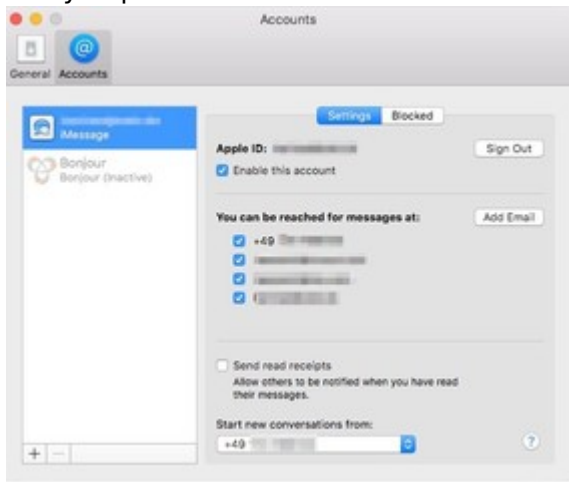 Accounts
General Accounts
iMessage
Bonjour
Bonjour (Inactive)
Settings Blocked
Apple ID:
Sign Out
Enable this account
You can be reached for messages at:
Add Email
+49
Send read receipts
Allow others to be notified when you have read
their messages.
Start new conversations from:
+49
?